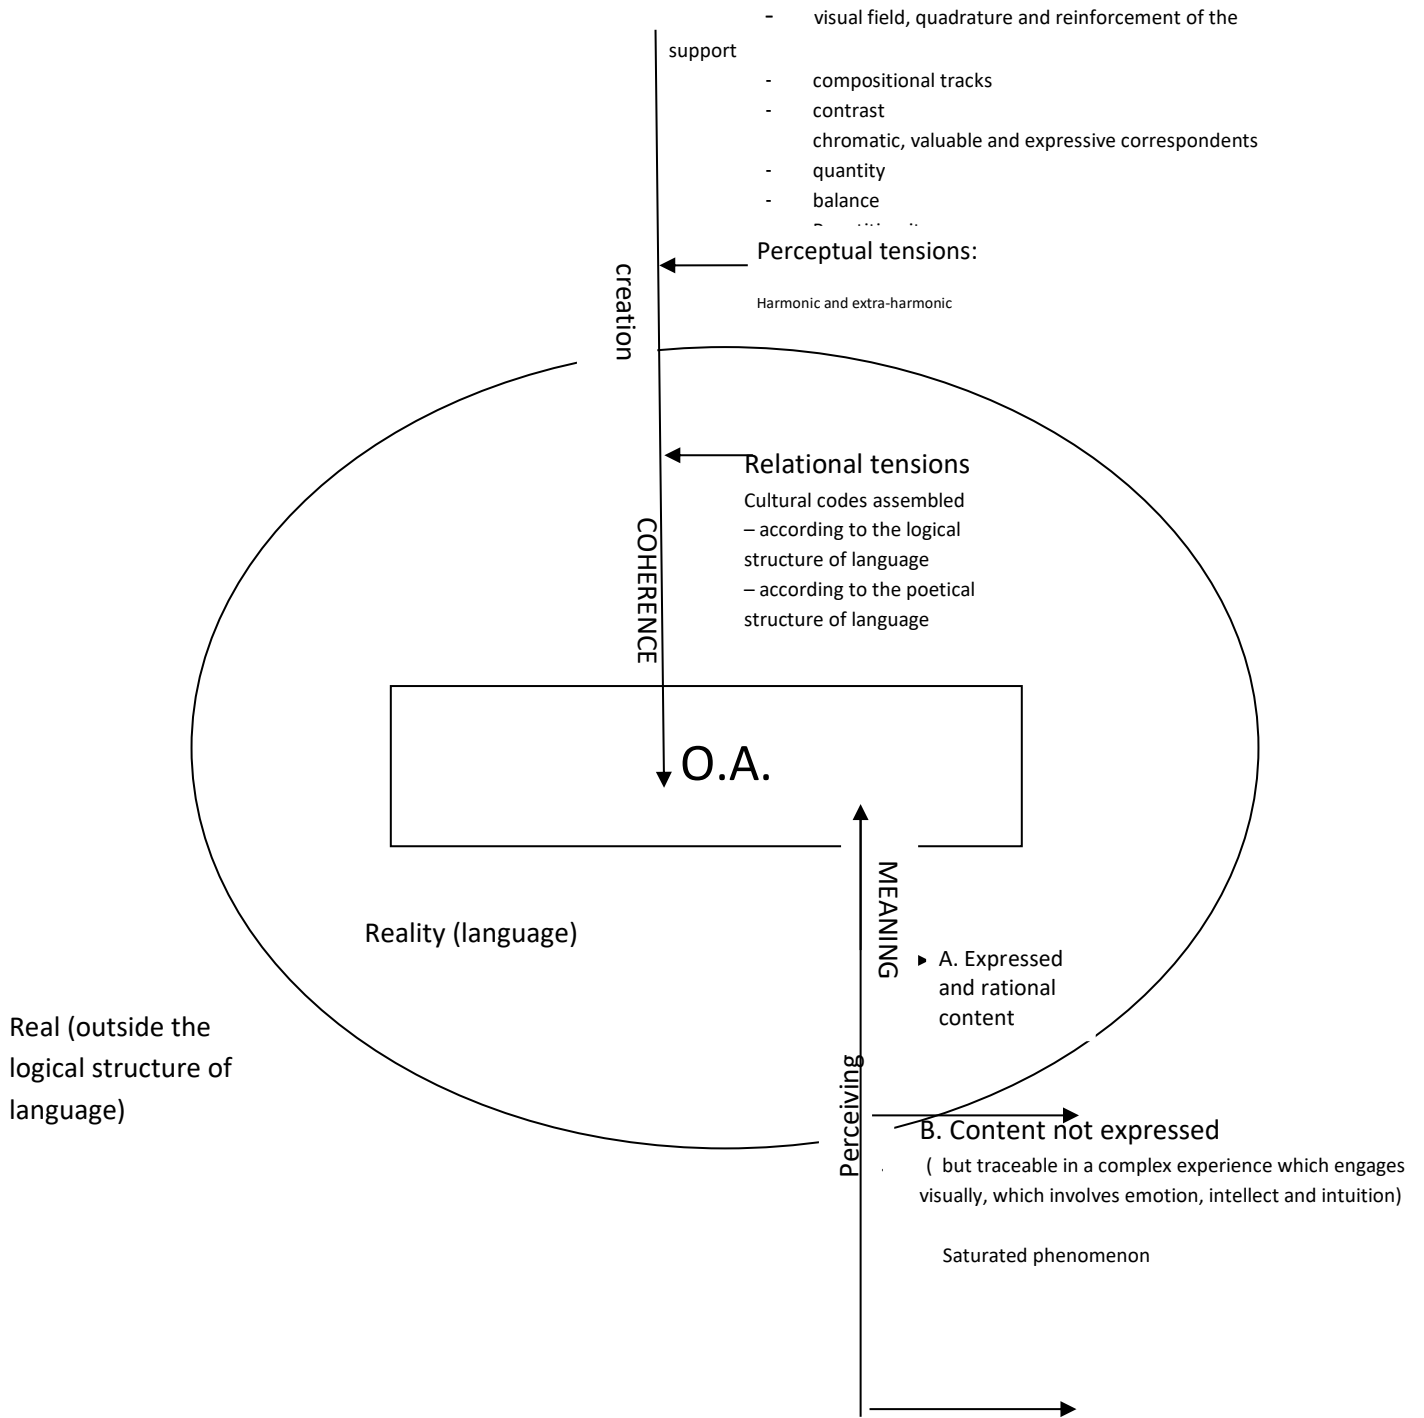 - visual field, quadrature and reinforcement of the
support
- compositional tracks
- contrast
chromatic, valuable and expressive correspondents
- quantity
- balance
creation
Perceptual tensions:
Harmonic and extra-harmonic
COHERENCE
Relational tensions
Cultural codes assembled
– according to the logical
structure of language
– according to the poetical
structure of language
O.A.
MEANING
Reality (language)
A. Expressed
and rational
content
Real (outside the
logical structure of
language)
Perceiving
B. Content not expressed
( but traceable in a complex experience which engages
visually, which involves emotion, intellect and intuition)
Saturated phenomenon